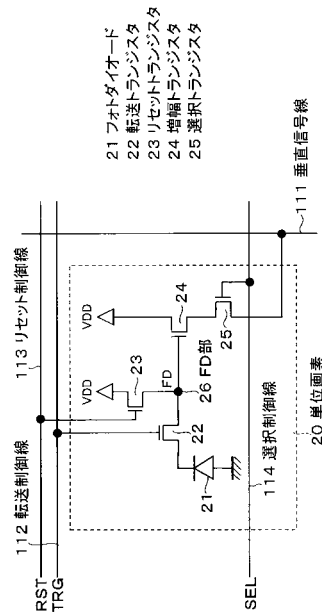 RST
TRG
SEL
112 転送制御線
113 リセット制御線
VDD
VDD
23
FD
24
22
26 FD部
25
21
114 選択制御線
20 単位画素
111 垂直信号線
21 フォトダイオード
22 転送トランジスタ
23 リセットトランジスタ
24 増幅トランジスタ
25 選択トランジスタ